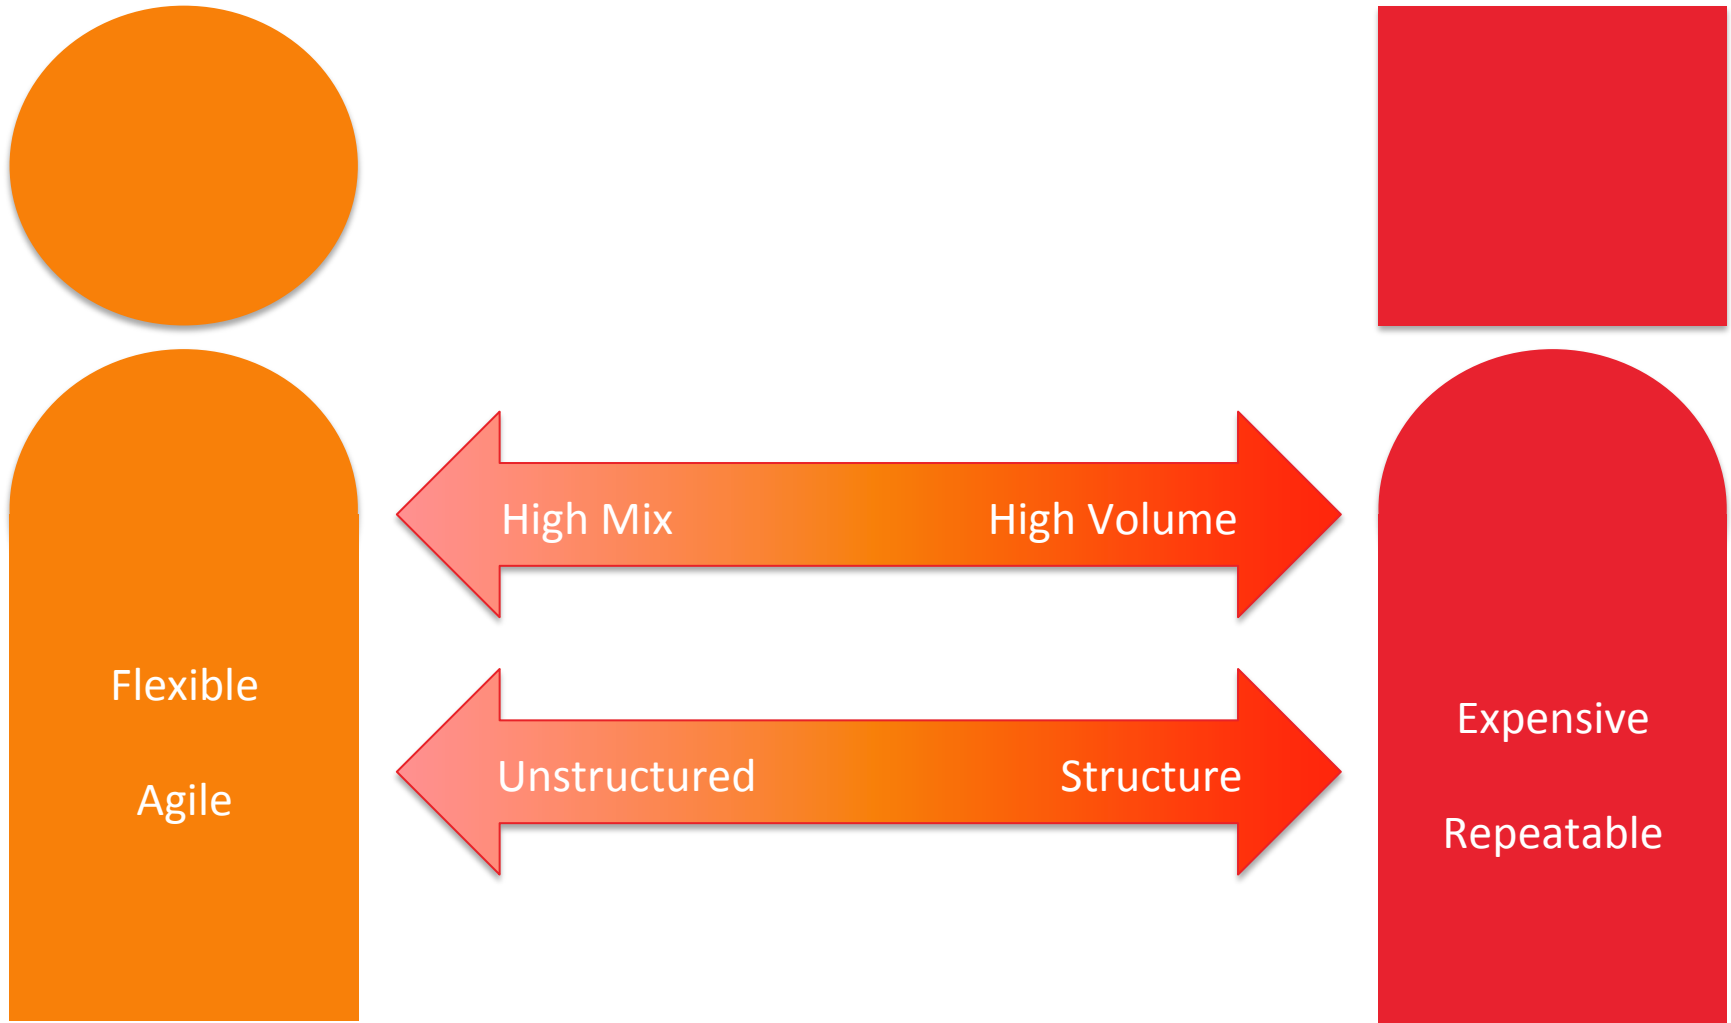 Flexible
Agile
High Mix
High Volume
Unstructured
Structure
Expensive
Repeatable